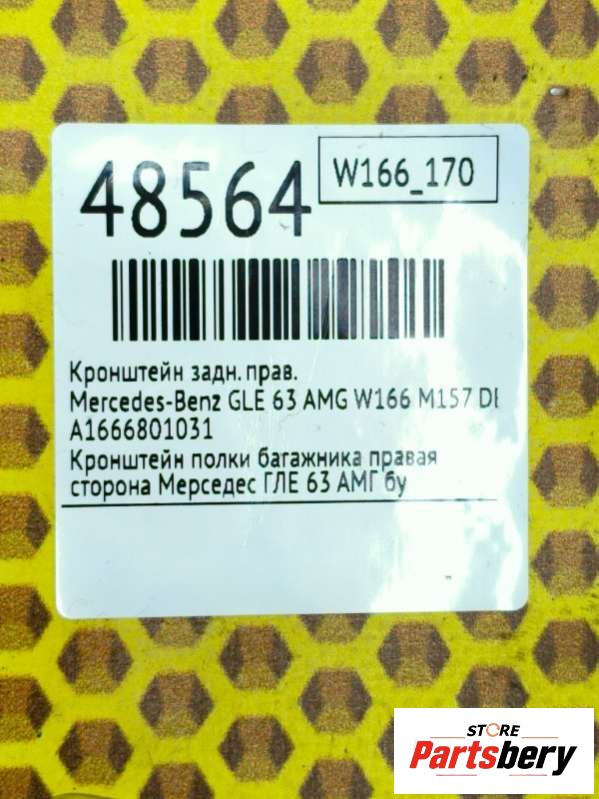 48564
W166_170
Кронштейн задн. прав.
Mercedes-Benz GLE 63 AMG W166 M157 DE
A1666801031
Кронштейн полки багажника правая
сторона Мерседес ГЛЕ 63 АМГ бу
STORE
Partsbery